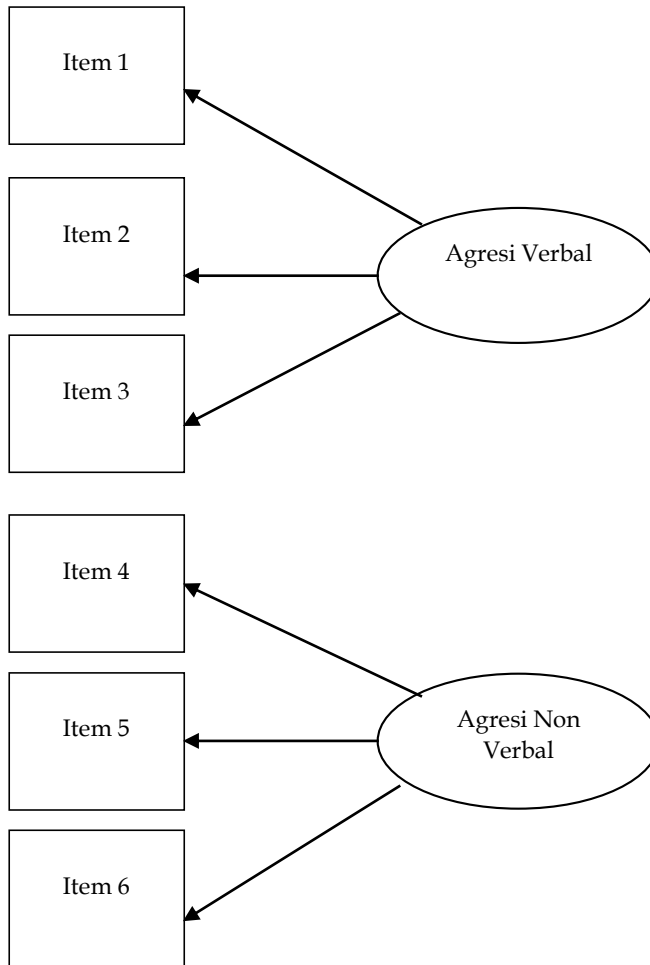 Item 1
Item 2
Agresi Verbal
Item 3
Item 4
Item 5
Agresi Non
Verbal
Item 6